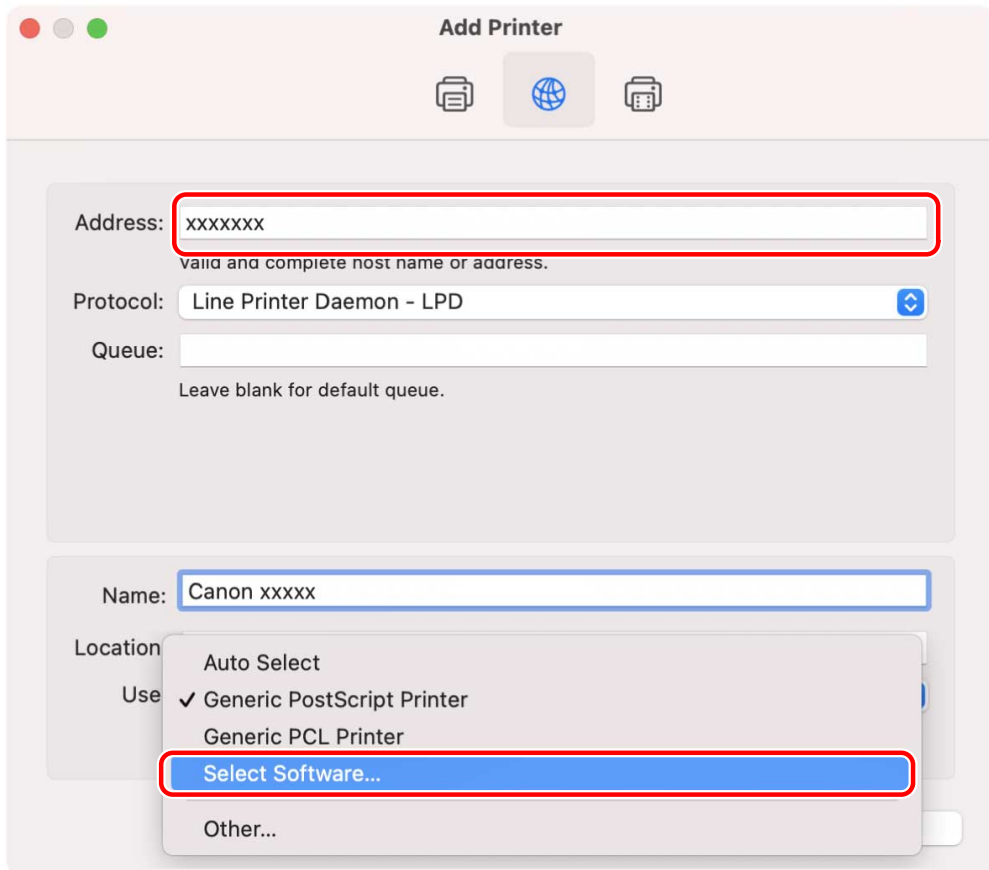 Add Printer
Address: xxxxxxx
Valid and complete host name or address.
Protocol: Line Printer Daemon - LPD
Queue:
Leave blank for default queue.
Name: Canon xxxxx
Location
Auto Select
Use ✓ Generic PostScript Printer
Generic PCL Printer
Select Software...
Other...